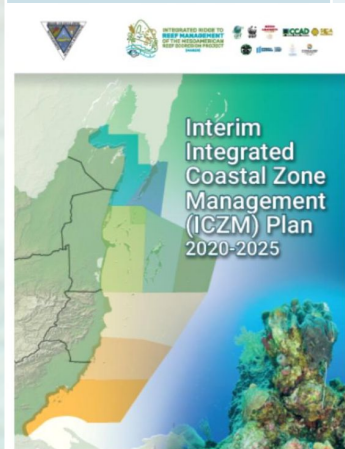 INTEGRATED RIDGE TO
REEF MANAGEMENT
OF THE MESOAMERICAN
REEF ECOREGION PROJECT
CCAD
Interim
Integrated
Coastal Zone
Management
(ICZM) Plan
2020-2025